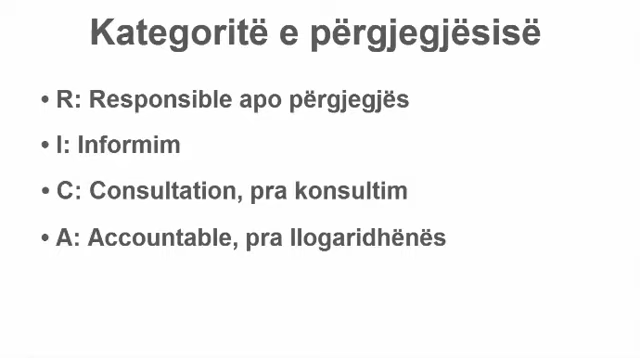 Kategoritë e përgjegjësisë
• R: Responsible apo përgjegjës
• I: Informim
• C: Consultation, pra konsultim
• A: Accountable, pra llogaridhënës